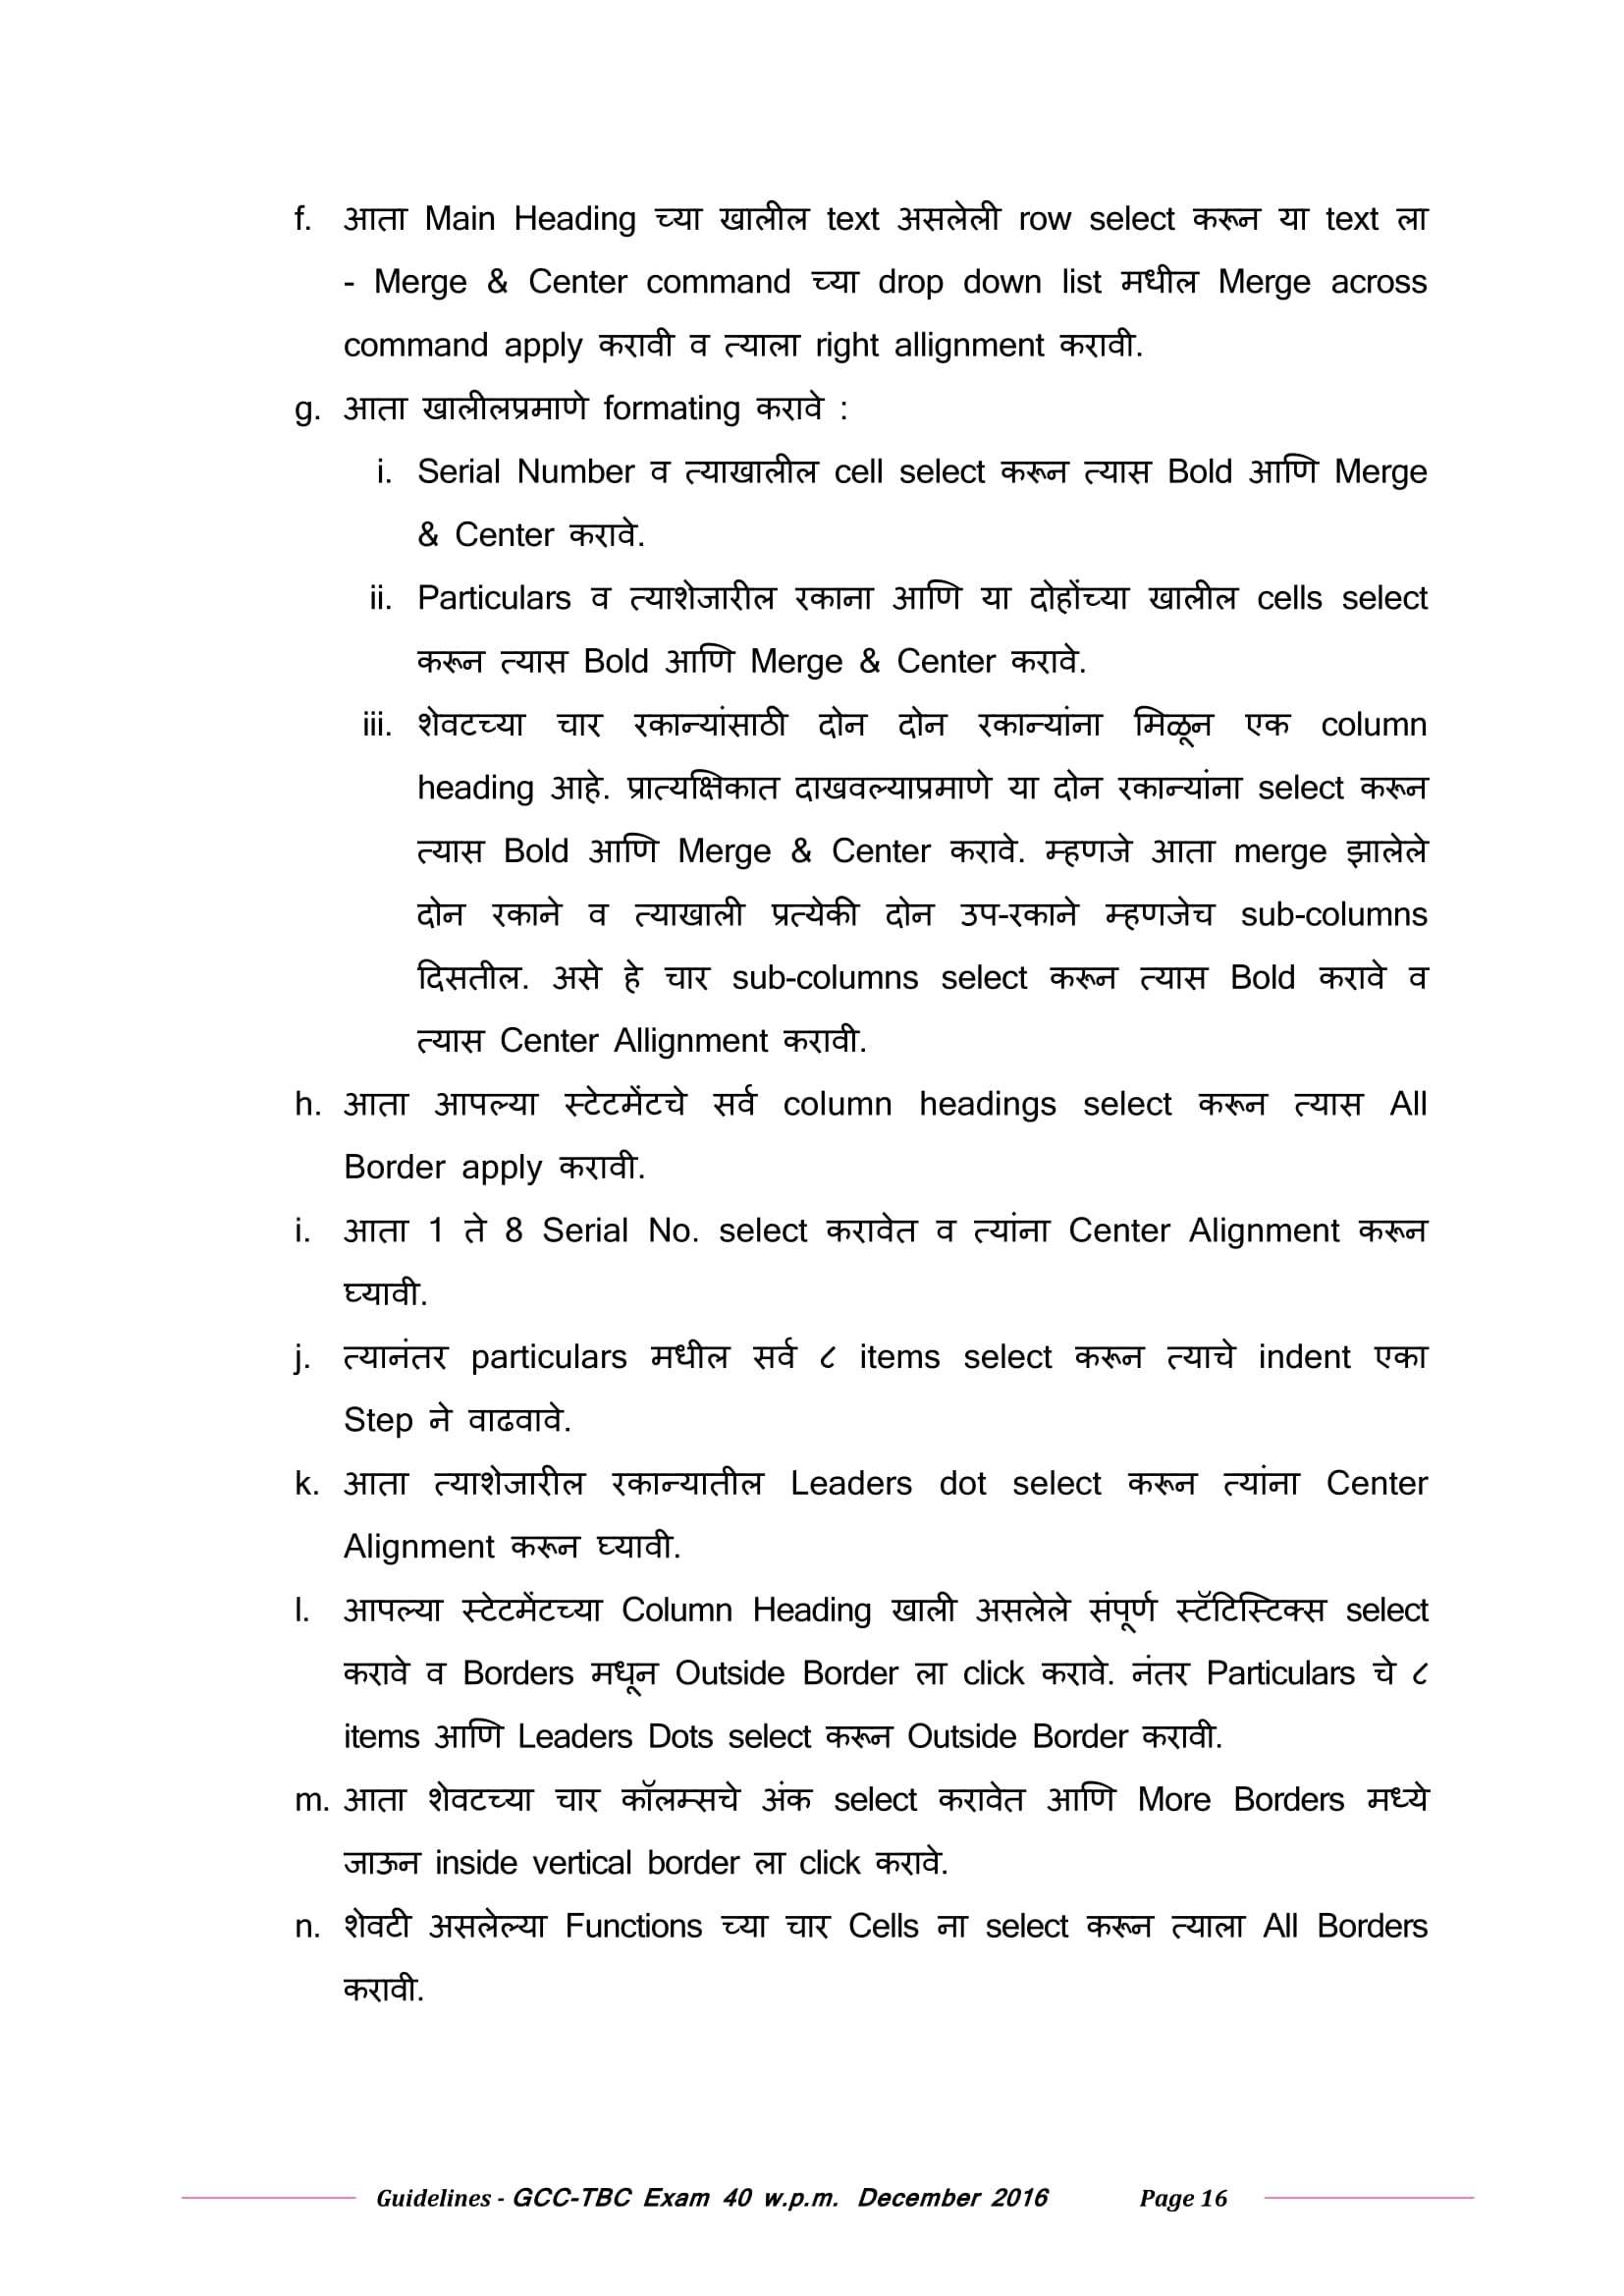 f. आता Main Heading च्या खालील text असलेली row select करून या text ला
- Merge & Center command च्या drop down list मधील Merge across
command apply करावी व त्याला right allignment करावी.
g. आता खालीलप्रमाणे formating करावे :
i. Serial Number व त्याखालील cell select करून त्यास Bold आणि Merge
& Center करावे.
ii. Particulars व त्याशेजारील रकाना आणि या दोहोंच्या खालील cells select
करून त्यास Bold आणि Merge & Center करावे.
iii. शेवटच्या चार रकान्यांसाठी दोन दोन रकान्यांना मिळून एक column
heading आहे. प्रात्यक्षिकात दाखवल्याप्रमाणे या दोन रकान्यांना select करून
त्यास Bold आणि Merge & Center करावे. म्हणजे आता merge झालेले
दोन रकाने व त्याखाली प्रत्येकी दोन उप-रकाने म्हणजेच sub-columns
दिसतील. असे हे चार sub-columns select करून त्यास Bold करावे व
त्यास Center Allignment करावी.
h. आता आपल्या स्टेटमेंटचे सर्व column headings select करून त्यास All
Border apply करावी.
i. आता 1 ते 8 Serial No. select करावेत व त्यांना Center Alignment करून
घ्यावी.
j. त्यानंतर particulars मधील सर्व ८ items select करून त्याचे indent एका
Step ने वाढवावे.
k. आता त्याशेजारील रकान्यातील Leaders dot select करून त्यांना Center
Alignment करून घ्यावी.
l. आपल्या स्टेटमेंटच्या Column Heading खाली असलेले संपूर्ण स्टॅटिस्टिक्स select
करावे व Borders मधून Outside Border ला click करावे. नंतर Particulars चे ८
items आणि Leaders Dots select करून Outside Border करावी.
m. आता शेवटच्या चार कॉलम्सचे अंक select करावेत आणि More Borders मध्ये
जाऊन inside vertical border ला click करावे.
n. शेवटी असलेल्या Functions च्या चार Cells ना select करून त्याला All Borders
करावी.
Guidelines - GCC-TBC Exam 40 w.p.m. December 2016 Page 16